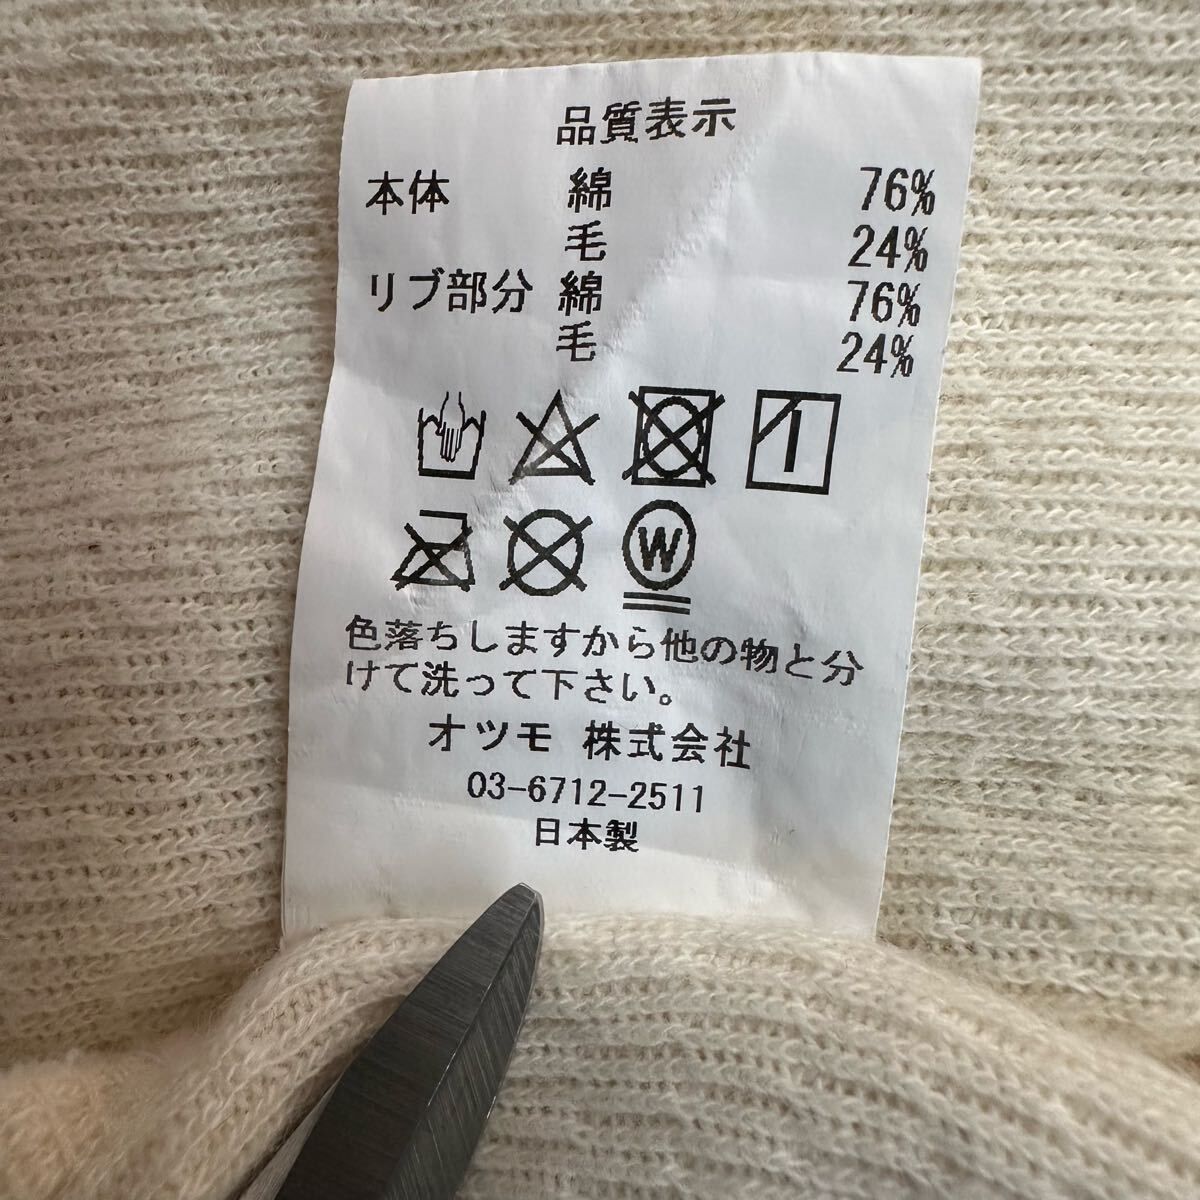 品質表示
本体 綿 76%
毛 24%
リブ部分 綿 76%
毛 24%
W
色落ちしますから他の物と分
けて洗って下さい。
オツモ 株式会社
03-6712-2511
日本製